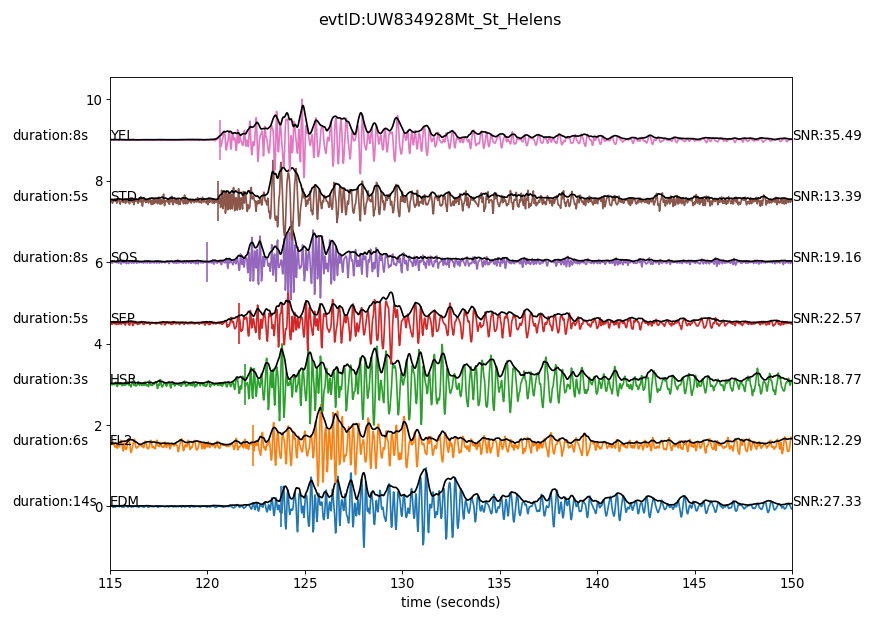 evtID:UW834928Mt_St_Helens
10
duration:8s YEL SNR:35.49
8
duration:5s STD SNR:13.39
duration:8s SOS SNR:19.16
6
duration:5s SEP SNR:22.57
4
duration:3s HSR SNR:18.77
2
duration:6s FL2 SNR:12.29
duration:14s EDM SNR:27.33
0
115 120 125 130 135 140 145 150
time (seconds)